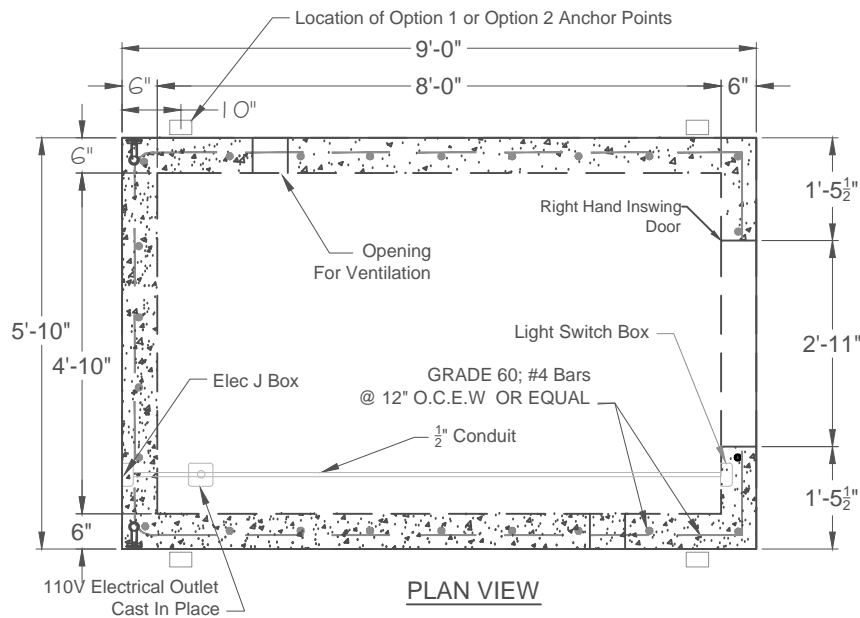 Location of Option 1 or Option 2 Anchor Points
9'-0"
6"
8'-0"
6"
10"
6"
1'-5½"
Right Hand Inswing
Door
Opening
For Ventilation
5'-10"
4'-10"
2'-11"
Light Switch Box
Elec J Box
GRADE 60; #4 Bars
@ 12" O.C.E.W OR EQUAL
½" Conduit
1'-5½"
6"
110V Electrical Outlet
Cast In Place
PLAN VIEW